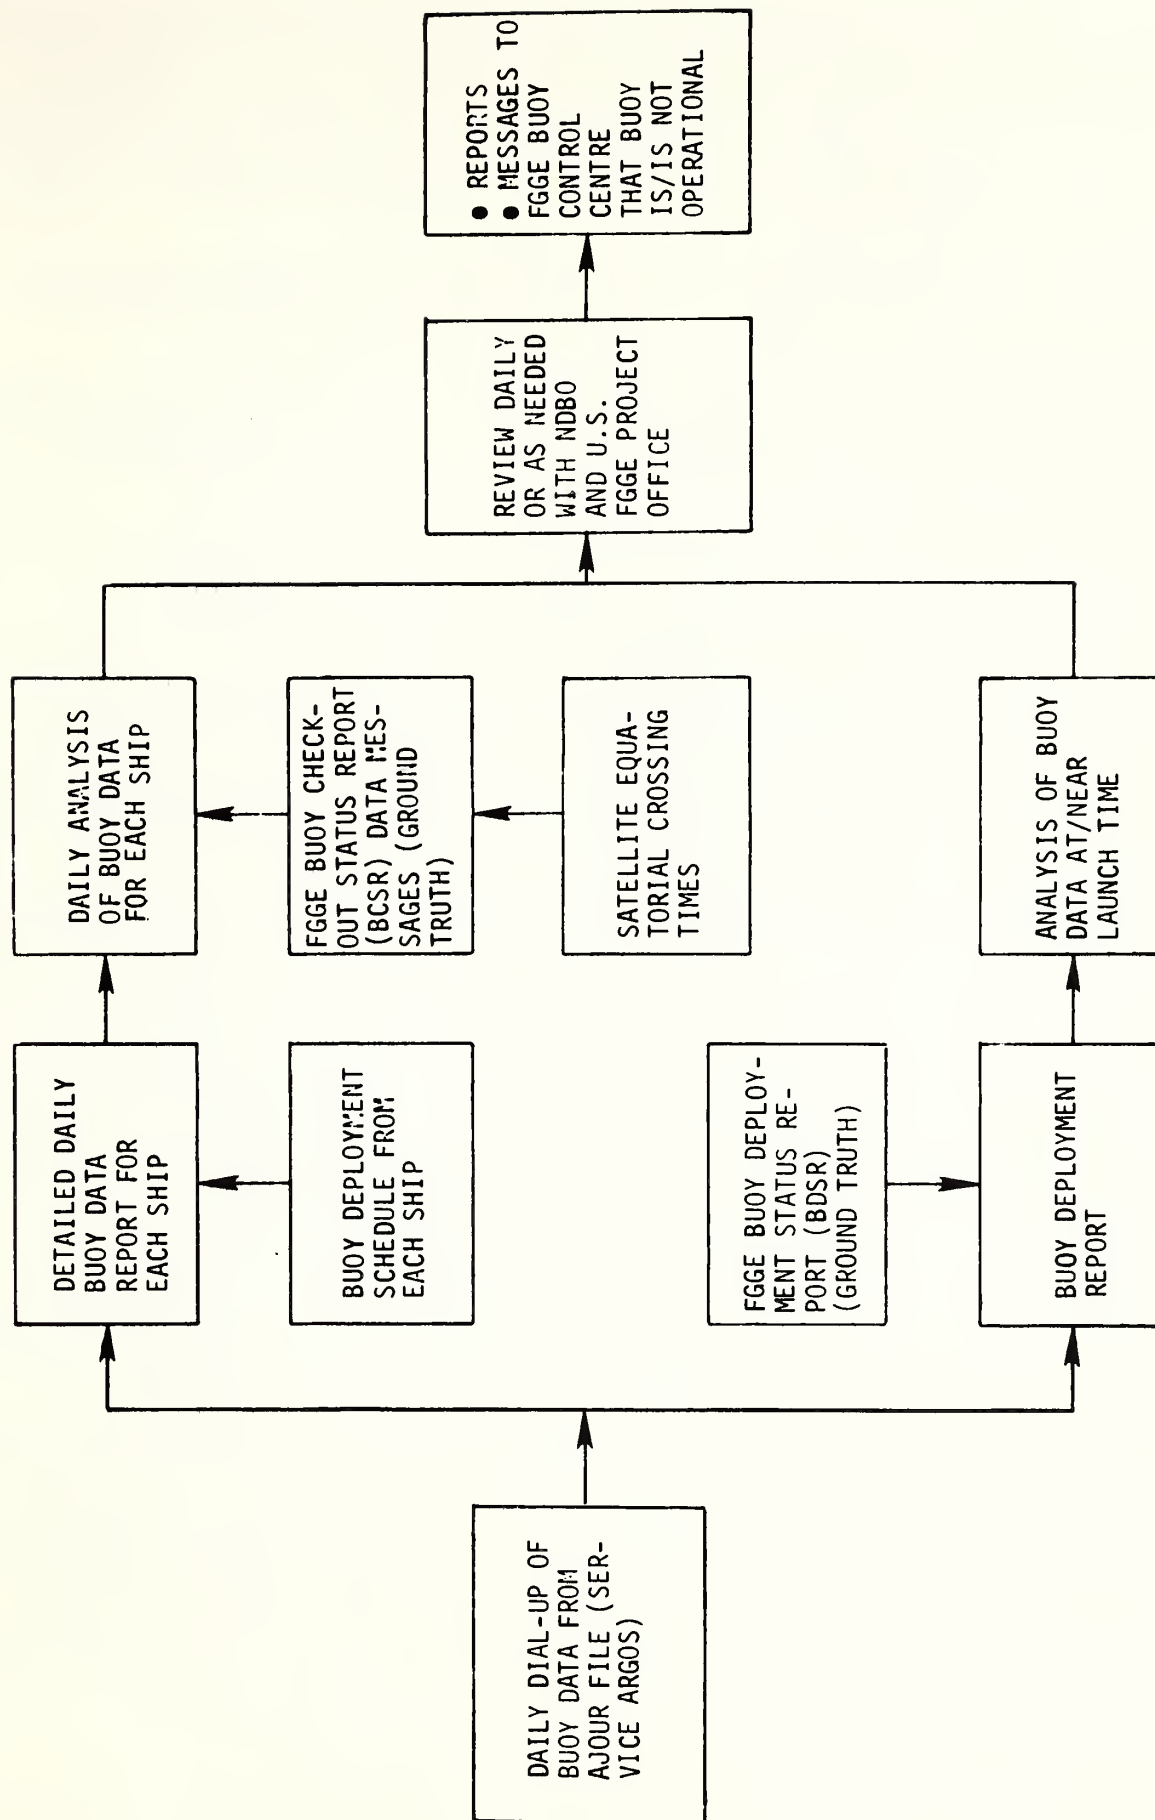 DAILY DIAL-UP OF
BUOY DATA FROM
AJOUR FILE (SER-
VICE ARGOS)
DETAILED DAILY
BUOY DATA
REPORT FOR
EACH SHIP
BUOY DEPLOYMENT
SCHEDULE FROM
EACH SHIP
FGGE BUOY DEPLOY-
MENT STATUS RE-
PORT (BDSR)
(GROUND TRUTH)
BUOY DEPLOYMENT
REPORT
DAILY ANALYSIS
OF BUOY DATA
FOR EACH SHIP
FGGE BUOY CHECK-
OUT STATUS REPORT
(BCSR) DATA MES-
SAGES (GROUND
TRUTH)
SATELLITE EQUA-
TORIAL CROSSING
TIMES
ANALYSIS OF BUOY
DATA AT/NEAR
LAUNCH TIME
REVIEW DAILY
OR AS NEEDED
WITH NDBO
AND U.S.
FGGE PROJECT
OFFICE
● REPORTS
● MESSAGES TO
FGGE BUOY
CONTROL
CENTRE
THAT BUOY
IS/IS NOT
OPERATIONAL